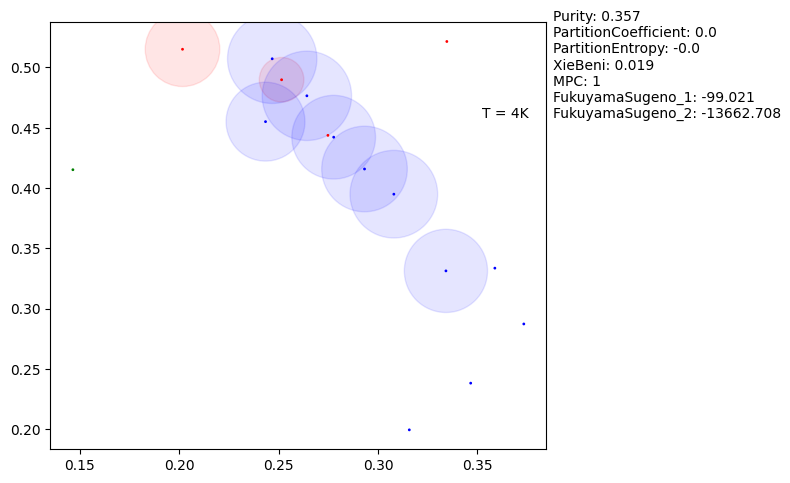 Purity: 0.357
PartitionCoefficient: 0.0
PartitionEntropy: -0.0
XieBeni: 0.019
MPC: 1
FukuyamaSugeno_1: -99.021
FukuyamaSugeno_2: -13662.708
T = 4K
0.50
0.45
0.40
0.35
0.30
0.25
0.20
0.15
0.20
0.25
0.30
0.35